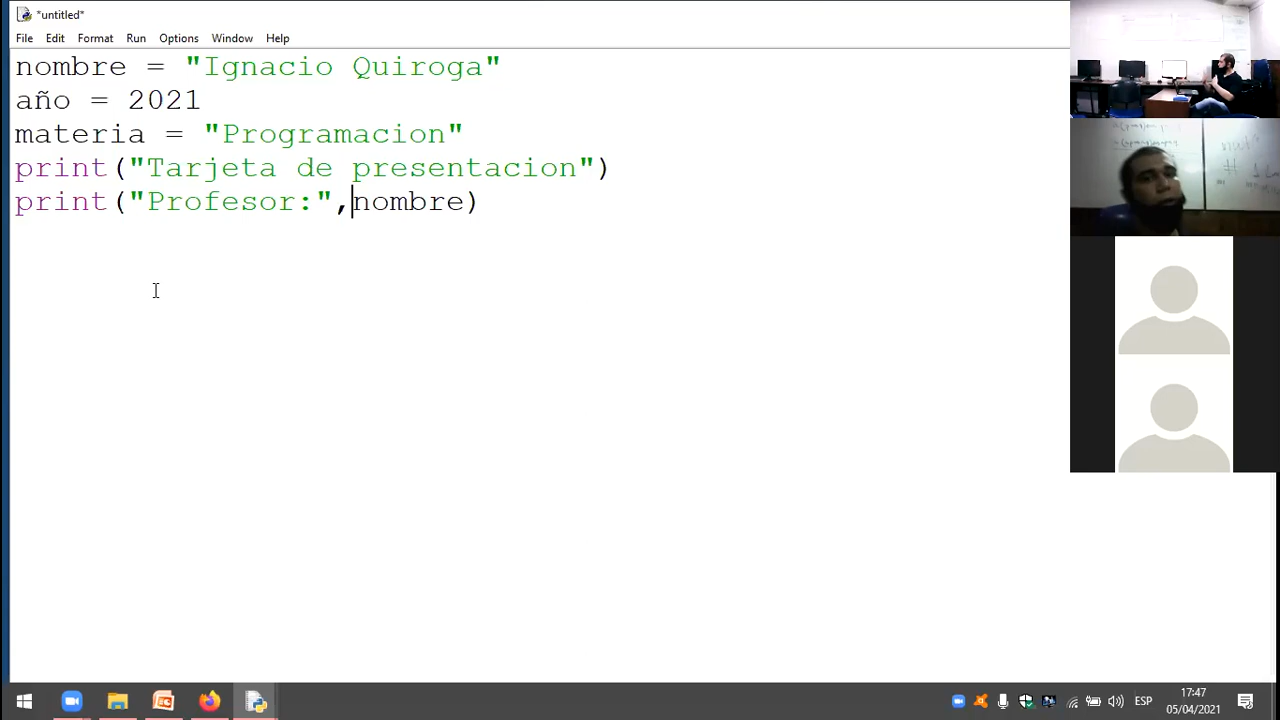 *untitled*
File Edit Format Run Options Window Help
nombre = "Ignacio Quiroga"
año = 2021
materia = "Programacion"
print("Tarjeta de presentacion")
print("Profesor:",nombre)
ESP
17:47
05/04/2021